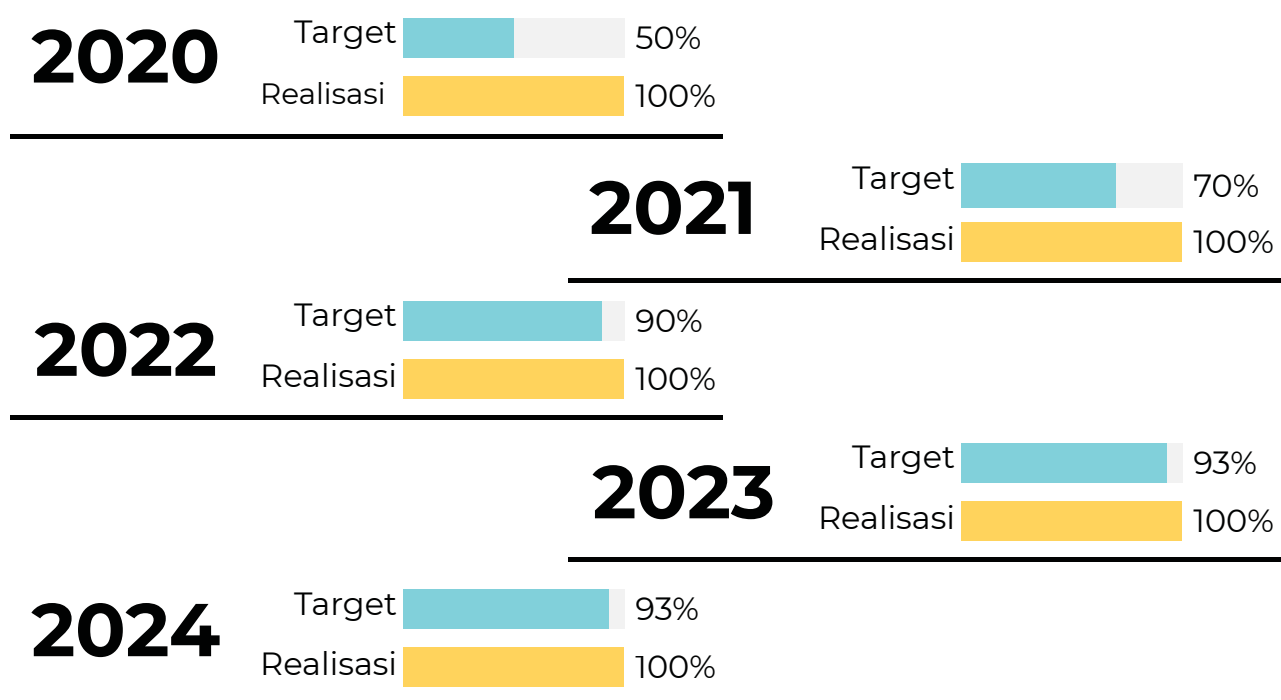 2020
Target 50%
Realisasi 100%
2021
Target 70%
Realisasi 100%
2022
Target 90%
Realisasi 100%
2023
Target 93%
Realisasi 100%
2024
Target 93%
Realisasi 100%